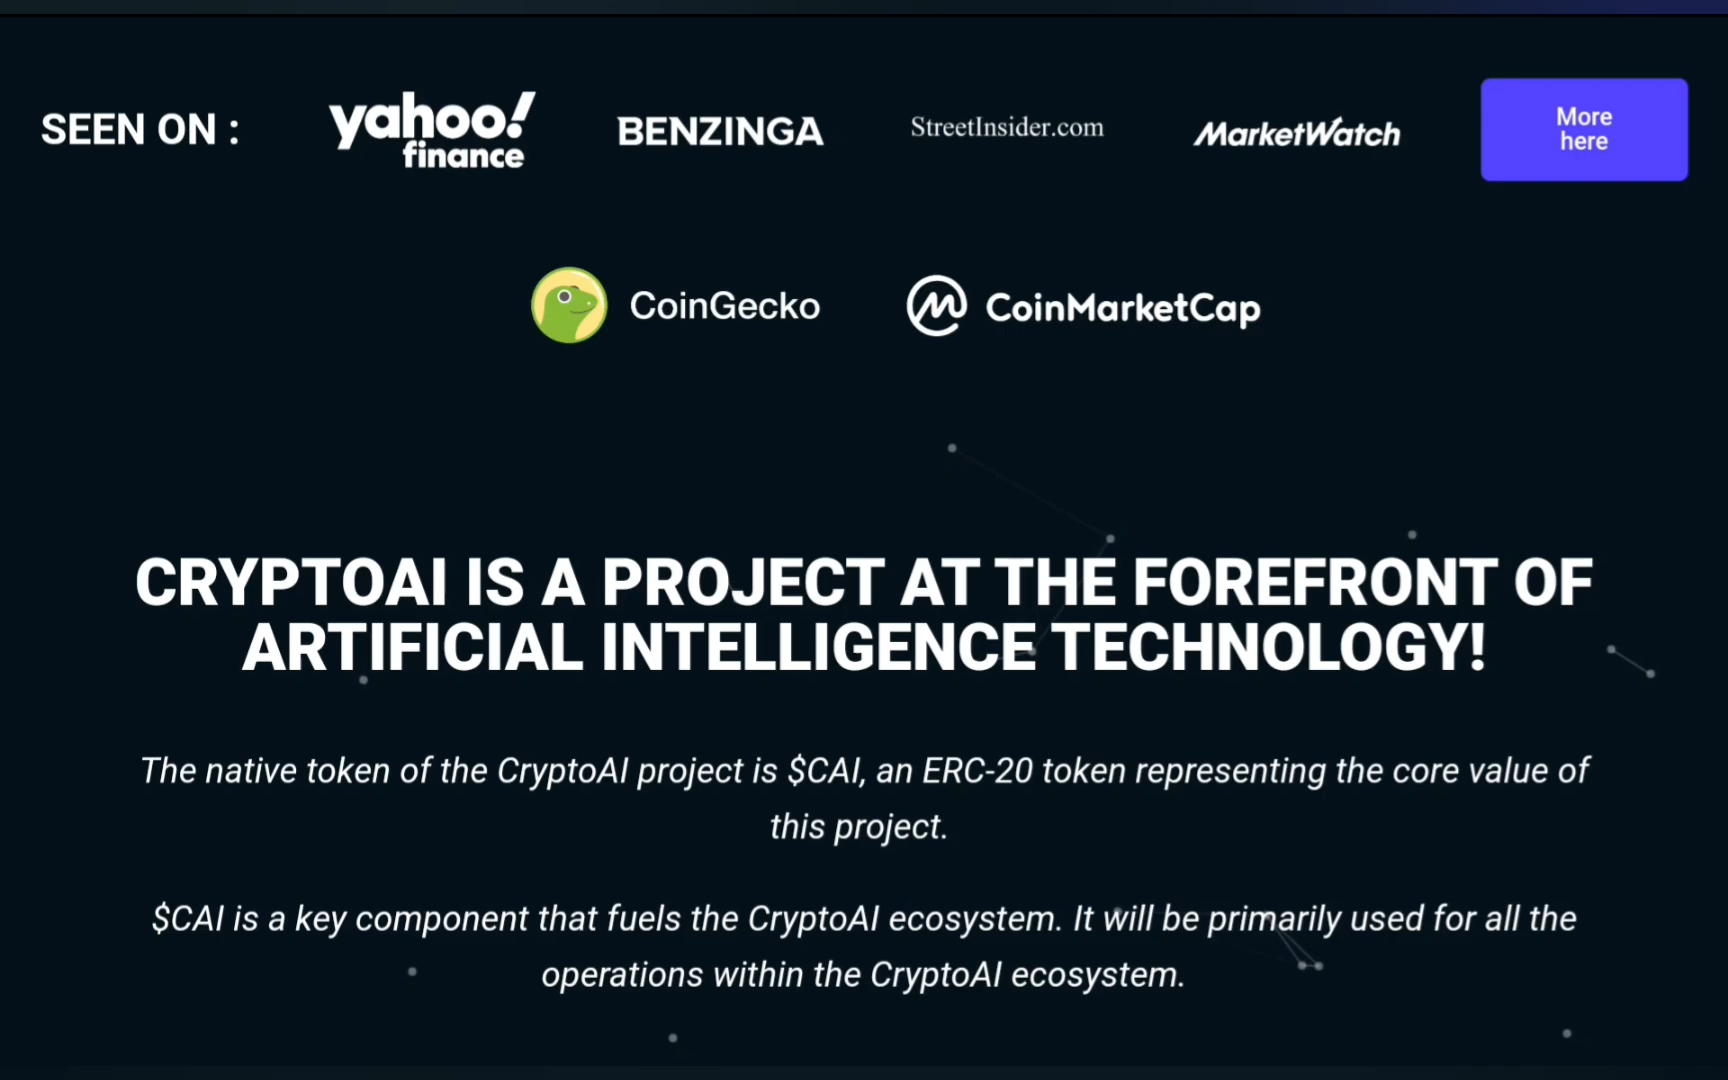 SEEN ON :
yahoo!
finance
BENZINGA
StreetInsider.com
MarketWatch
More
here
CoinGecko
CoinMarketCap
CRYPTOAI IS A PROJECT AT THE FOREFRONT OF
ARTIFICIAL INTELLIGENCE TECHNOLOGY!
The native token of the CryptoAI project is $CAI, an ERC-20 token representing the core value of
this project.
$CAI is a key component that fuels the CryptoAI ecosystem. It will be primarily used for all the
operations within the CryptoAI ecosystem.